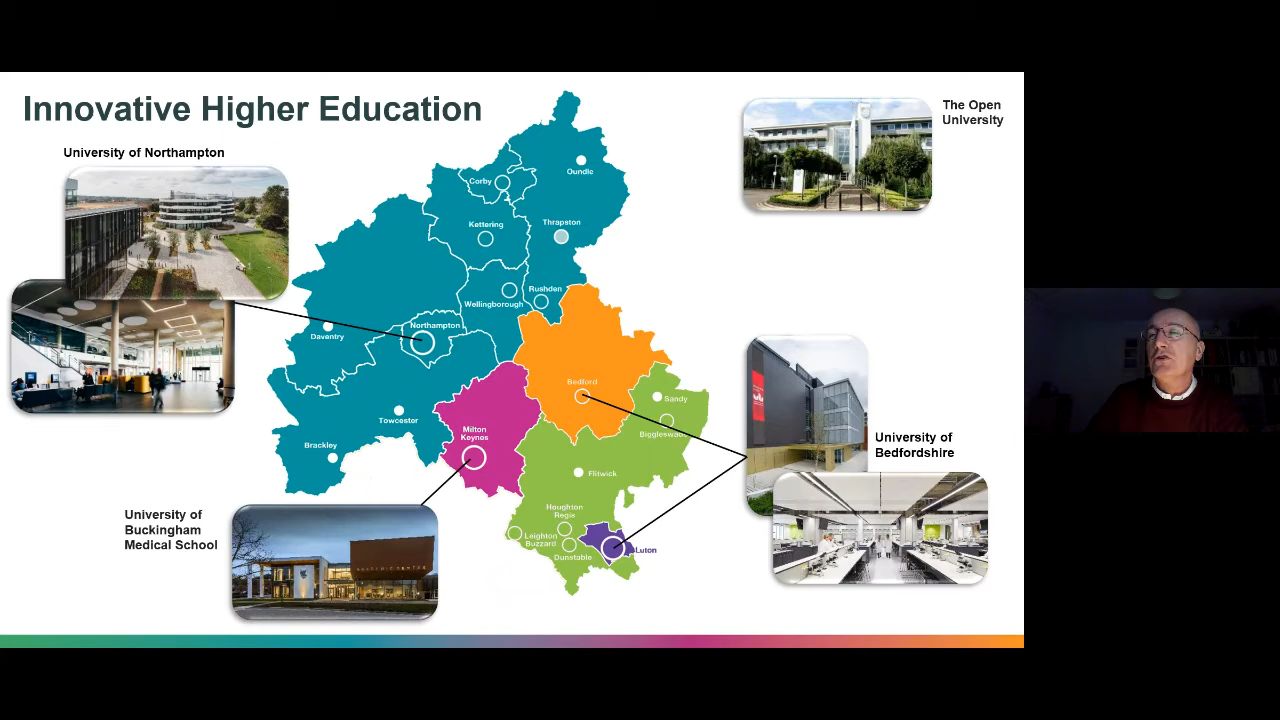 Innovative Higher Education
University of Northampton
The Open
University
Corby
Oundle
Kettering
Thrapston
Rushden
Wellingborough
Northampton
Daventry
Bedford
Sandy
Towcester
Biggleswade
Milton
Keynes
Brackley
Flitwick
University of
Bedfordshire
University of
Buckingham
Medical School
Houghton
Regis
Leighton
Buzzard
Dunstable
Luton
ACADEMIC CENTRE